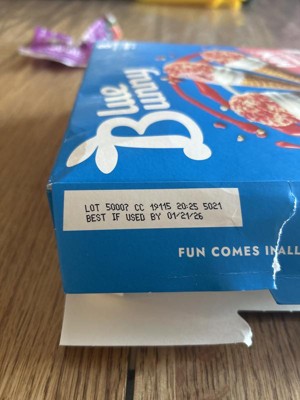 Blue
Bunny
LOT 50007 CC 19115 20:25 5021
BEST IF USED BY 01/21/26
FUN COMES IN ALL